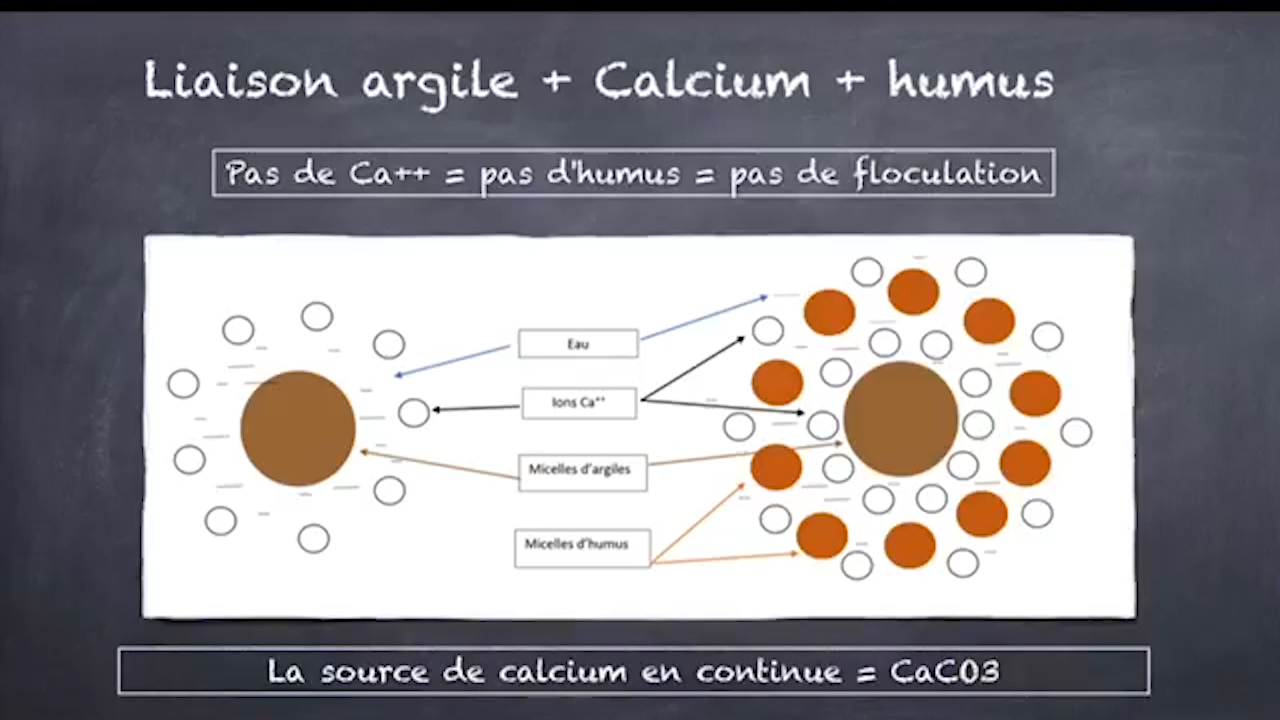 Liaison argile + Calcium + humus
Pas de Ca++ = pas d'humus = pas de floculation
Eau
Ions Ca⁺⁺
Micelles d'argiles
Micelles d'humus
La source de calcium en continue = CaCO3